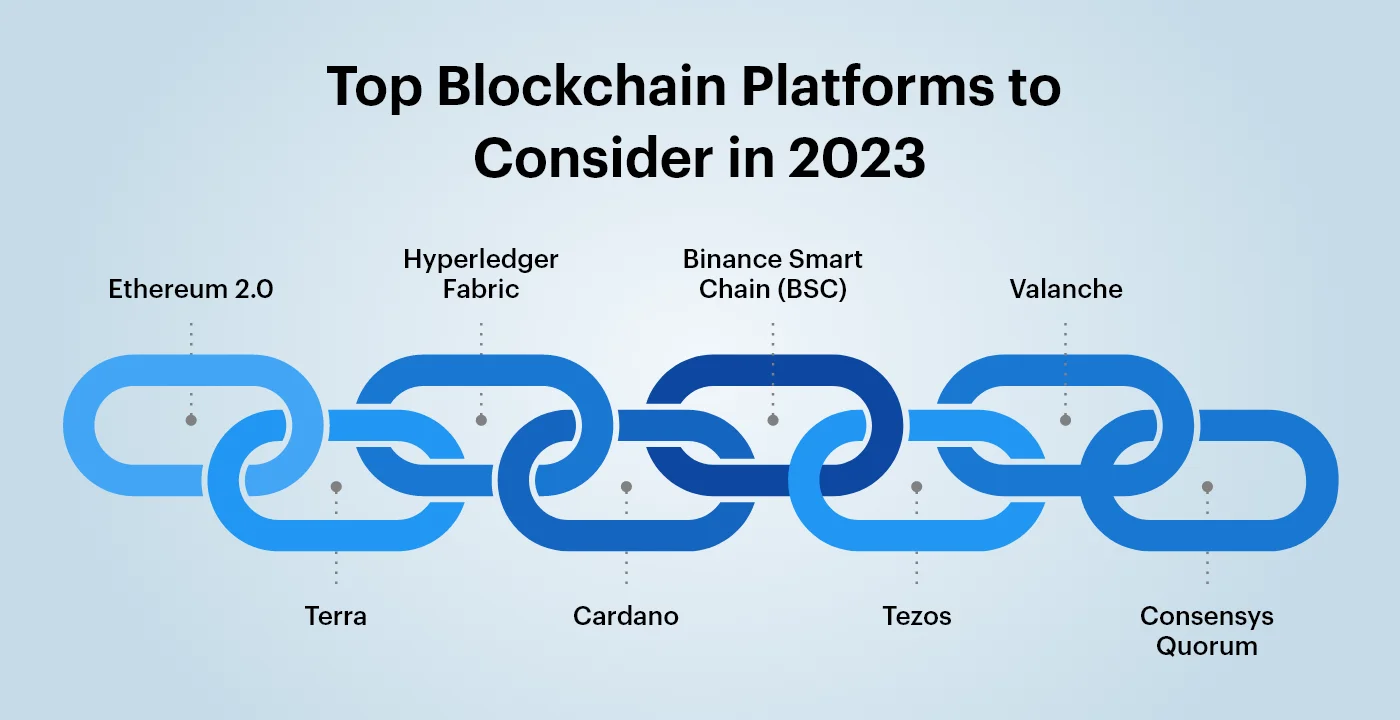 Top Blockchain Platforms to
Consider in 2023
Ethereum 2.0
Hyperledger
Fabric
Binance Smart
Chain (BSC)
Valanche
Terra
Cardano
Tezos
Consensys
Quorum